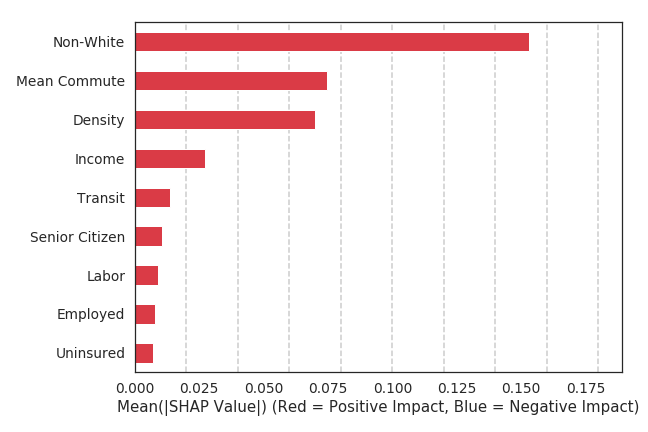 Non-White
Mean Commute
Density
Income
Transit
Senior Citizen
Labor
Employed
Uninsured
0.000 0.025 0.050 0.075 0.100 0.125 0.150 0.175
Mean(|SHAP Value|) (Red = Positive Impact, Blue = Negative Impact)